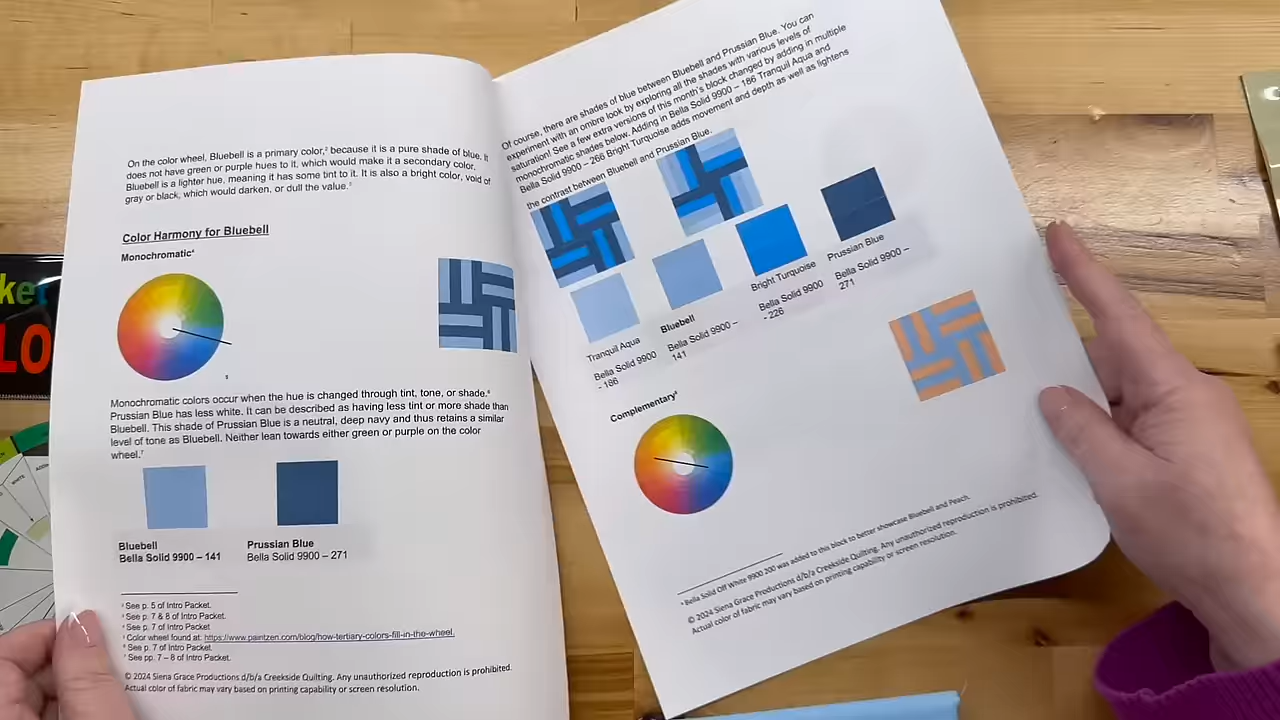 On the color wheel, Bluebell is a primary color,² because it is a pure shade of blue. It
does not have green or purple hues to it, which would make it a secondary color.
Bluebell is a lighter hue, meaning it has some tint to it. It is also a bright color, void of
gray or black, which would darken, or dull the value.³
Color Harmony for Bluebell
Monochromatic⁴
5
Monochromatic colors occur when the hue is changed through tint, tone, or shade.⁶
Prussian Blue has less white. It can be described as having less tint or more shade than
Bluebell. This shade of Prussian Blue is a neutral, deep navy and thus retains a similar
level of tone as Bluebell. Neither lean towards either green or purple on the color
wheel.⁷
Bluebell
Bella Solid 9900 – 141
Prussian Blue
Bella Solid 9900 – 271
² See p. 5 of Intro Packet.
See p. 7 & 8 of Intro Packet.
See p. 7 of Intro Packet
Color wheel found at: https://www.paintzen.com/blog/how-tertiary-colors-fill-in-the-wheel.
See p. 7 of Intro Packet.
See pp. 7 – 8 of Intro Packet.
© 2024 Siena Grace Productions d/b/a Creekside Quilting. Any unauthorized reproduction is prohibited.
Actual color of fabric may vary based on printing capability or screen resolution.
Of course, there are shades of blue between Bluebell and Prussian Blue. You can
experiment with an ombre look by exploring all the shades with various levels of
saturation! See a few extra versions of this month's block changed by adding in multiple
monochromatic shades below. Adding in Bella Solid 9900 – 186 Tranquil Aqua and
Bella Solid 9900 – 266 Bright Turquoise adds movement and depth as well as lightens
the contrast between Bluebell and Prussian Blue.
Tranquil Aqua
Bella Solid 9900
- 186
Bluebell
Bella Solid 9900 –
141
Bright Turquoise
Bella Solid 9900
- 226
Prussian Blue
Bella Solid 9900 –
271
Complementary⁸
⁸ Bella Solid Off White 9900 200 was added to this block to better showcase Bluebell and Peach.
© 2024 Siena Grace Productions d/b/a Creekside Quilting. Any unauthorized reproduction is prohibited.
Actual color of fabric may vary based on printing capability or screen resolution.
ket
LO
WHITE